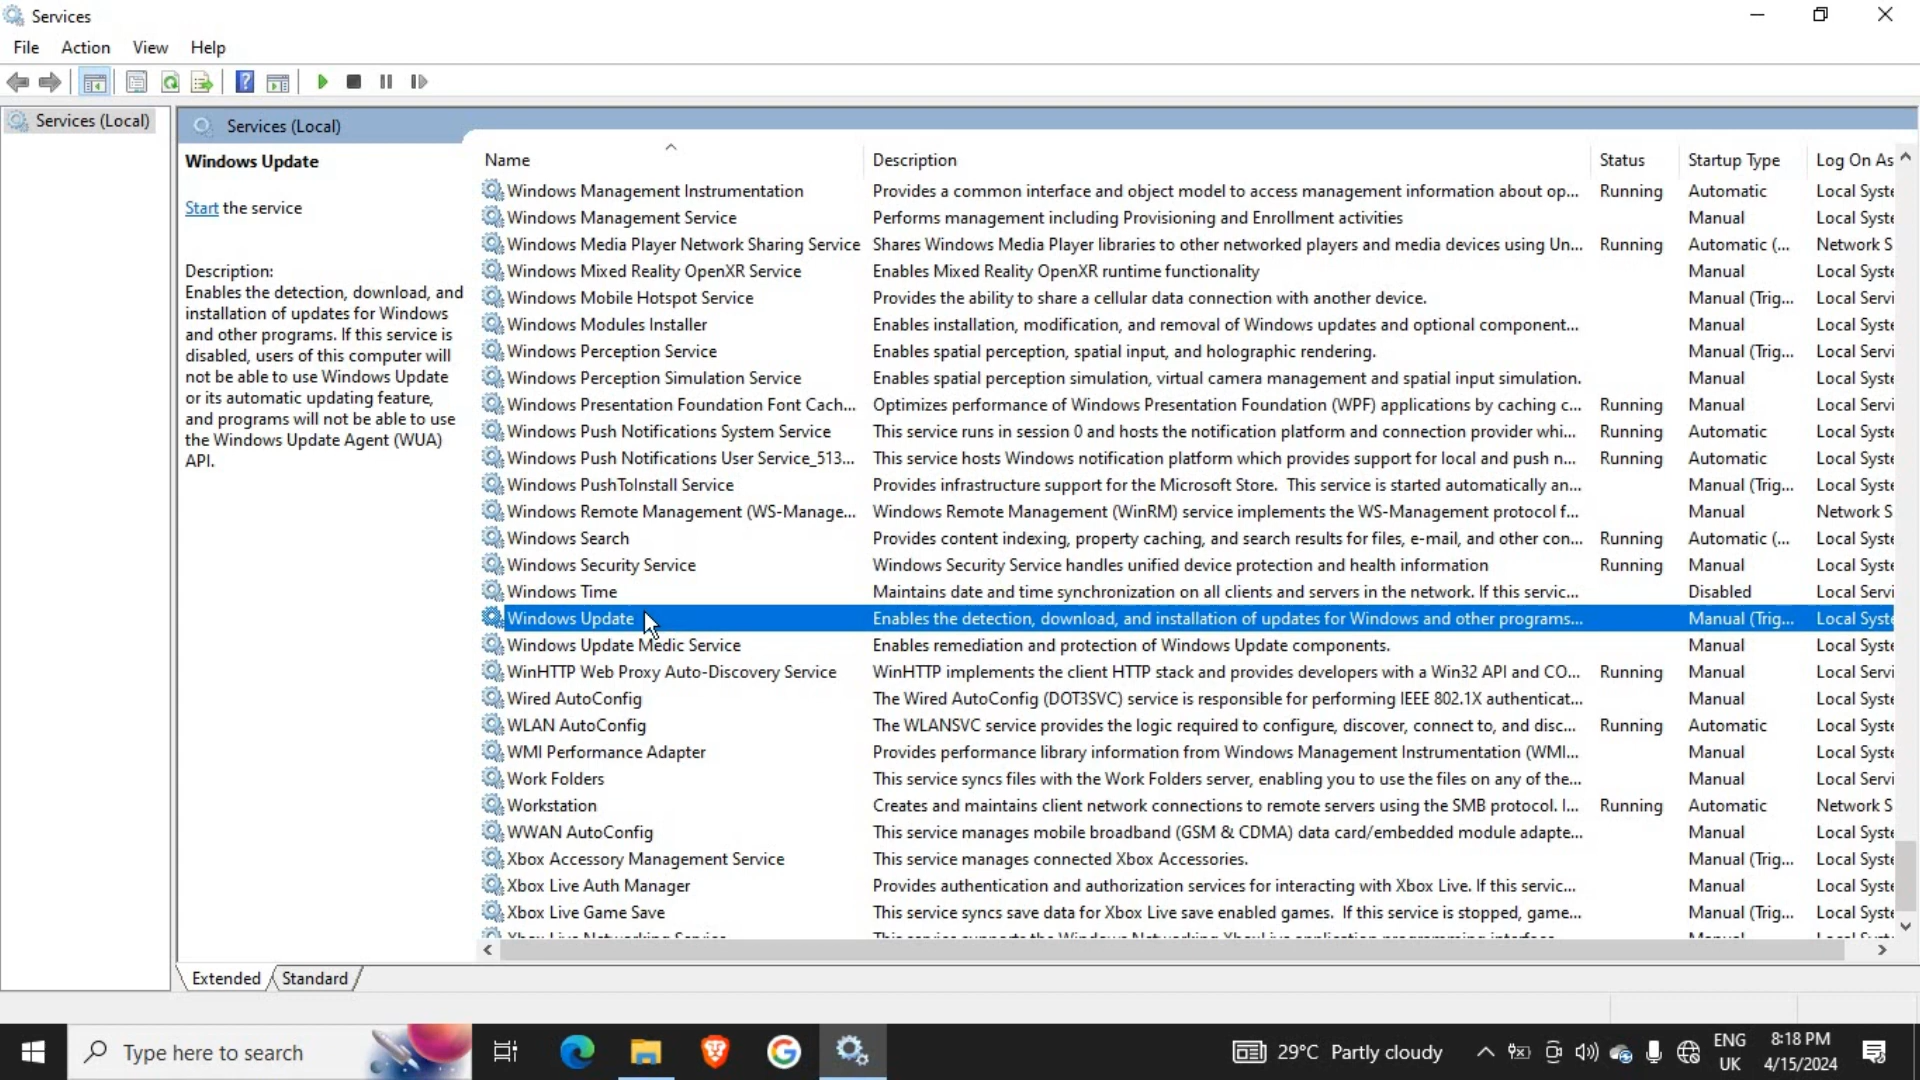 Services
File Action View Help
Services (Local)
Services (Local)
Windows Update
Start the service
Description:
Enables the detection, download, and
installation of updates for Windows
and other programs. If this service is
disabled, users of this computer will
not be able to use Windows Update
or its automatic updating feature,
and programs will not be able to use
the Windows Update Agent (WUA)
API.
Name Description Status Startup Type Log On As
Windows Management Instrumentation Provides a common interface and object model to access management information about op... Running Automatic Local Syste
Windows Management Service Performs management including Provisioning and Enrollment activities Manual Local Syste
Windows Media Player Network Sharing Service Shares Windows Media Player libraries to other networked players and media devices using Un... Running Automatic (... Network S
Windows Mixed Reality OpenXR Service Enables Mixed Reality OpenXR runtime functionality Manual Local Syste
Windows Mobile Hotspot Service Provides the ability to share a cellular data connection with another device. Manual (Trig... Local Servi
Windows Modules Installer Enables installation, modification, and removal of Windows updates and optional component... Manual Local Syste
Windows Perception Service Enables spatial perception, spatial input, and holographic rendering. Manual (Trig... Local Servi
Windows Perception Simulation Service Enables spatial perception simulation, virtual camera management and spatial input simulation. Manual Local Syste
Windows Presentation Foundation Font Cach... Optimizes performance of Windows Presentation Foundation (WPF) applications by caching c... Running Manual Local Servi
Windows Push Notifications System Service This service runs in session 0 and hosts the notification platform and connection provider whi... Running Automatic Local Syste
Windows Push Notifications User Service_513... This service hosts Windows notification platform which provides support for local and push n... Running Automatic Local Syste
Windows PushToInstall Service Provides infrastructure support for the Microsoft Store. This service is started automatically an... Manual (Trig... Local Syste
Windows Remote Management (WS-Manage... Windows Remote Management (WinRM) service implements the WS-Management protocol f... Manual Network S
Windows Search Provides content indexing, property caching, and search results for files, e-mail, and other con... Running Automatic (... Local Syste
Windows Security Service Windows Security Service handles unified device protection and health information Running Manual Local Syste
Windows Time Maintains date and time synchronization on all clients and servers in the network. If this servic... Disabled Local Servi
Windows Update Enables the detection, download, and installation of updates for Windows and other programs... Manual (Trig... Local Syste
Windows Update Medic Service Enables remediation and protection of Windows Update components. Manual Local Syste
WinHTTP Web Proxy Auto-Discovery Service WinHTTP implements the client HTTP stack and provides developers with a Win32 API and CO... Running Manual Local Servi
Wired AutoConfig The Wired AutoConfig (DOT3SVC) service is responsible for performing IEEE 802.1X authenticat... Manual Local Syste
WLAN AutoConfig The WLANSVC service provides the logic required to configure, discover, connect to, and disc... Running Automatic Local Syste
WMI Performance Adapter Provides performance library information from Windows Management Instrumentation (WMI... Manual Local Syste
Work Folders This service syncs files with the Work Folders server, enabling you to use the files on any of the... Manual Local Servi
Workstation Creates and maintains client network connections to remote servers using the SMB protocol. I... Running Automatic Network S
WWAN AutoConfig This service manages mobile broadband (GSM & CDMA) data card/embedded module adapte... Manual Local Syste
Xbox Accessory Management Service This service manages connected Xbox Accessories. Manual (Trig... Local Syste
Xbox Live Auth Manager Provides authentication and authorization services for interacting with Xbox Live. If this servic... Manual Local Syste
Xbox Live Game Save This service syncs save data for Xbox Live save enabled games. If this service is stopped, game... Manual (Trig... Local Syste
Extended Standard
Type here to search
29°C Partly cloudy
ENG
UK
8:18 PM
4/15/2024